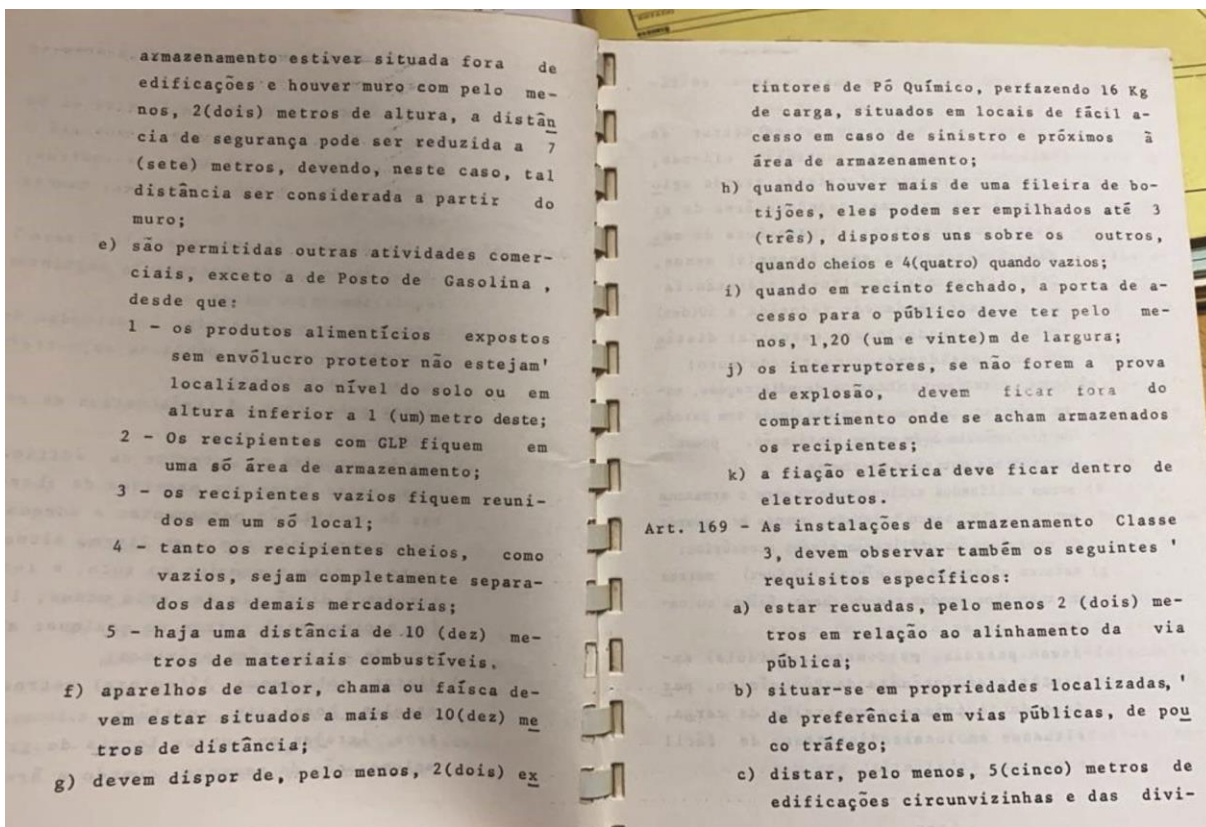 armazenamento estiver situada fora de
edificações e houver muro com pelo me-
nos, 2(dois) metros de altura, a distân
cia de segurança pode ser reduzida a 7
(sete) metros, devendo, neste caso, tal
distância ser considerada a partir do
muro;
e) são permitidas outras atividades comer-
ciais, exceto a de Posto de Gasolina ,
desde que:
1 - os produtos alimentícios expostos
sem envólucro protetor não estejam'
localizados ao nível do solo ou em
altura inferior a 1 (um)metro deste;
2 - Os recipientes com GLP fiquem em
uma só área de armazenamento;
3 - os recipientes vazios fiquem reuni-
dos em um só local;
4 - tanto os recipientes cheios, como
vazios, sejam completamente separa-
dos das demais mercadorias;
5 - haja uma distância de 10 (dez) me-
tros de materiais combustíveis.
f) aparelhos de calor, chama ou faísca de-
vem estar situados a mais de 10(dez) me
tros de distância;
g) devem dispor de, pelo menos, 2(dois) ex
tintores de Pó Químico, perfazendo 16 Kg
de carga, situados em locais de fácil a-
cesso em caso de sinistro e próximos à
área de armazenamento;
h) quando houver mais de uma fileira de bo-
tijões, eles podem ser empilhados até 3
(três), dispostos uns sobre os outros,
quando cheios e 4(quatro) quando vazios;
i) quando em recinto fechado, a porta de a-
cesso para o público deve ter pelo me-
nos, 1,20 (um e vinte)m de largura;
j) os interruptores, se não forem a prova
de explosão, devem ficar fora do
compartimento onde se acham armazenados
os recipientes;
k) a fiação elétrica deve ficar dentro de
eletrodutos.
Art. 169 - As instalações de armazenamento Classe
3, devem observar também os seguintes '
requisitos específicos:
a) estar recuadas, pelo menos 2 (dois) me-
tros em relação ao alinhamento da via
pública;
b) situar-se em propriedades localizadas,'
de preferência em vias públicas, de pou
co tráfego;
c) distar, pelo menos, 5(cinco) metros de
edificações circunvizinhas e das divi-